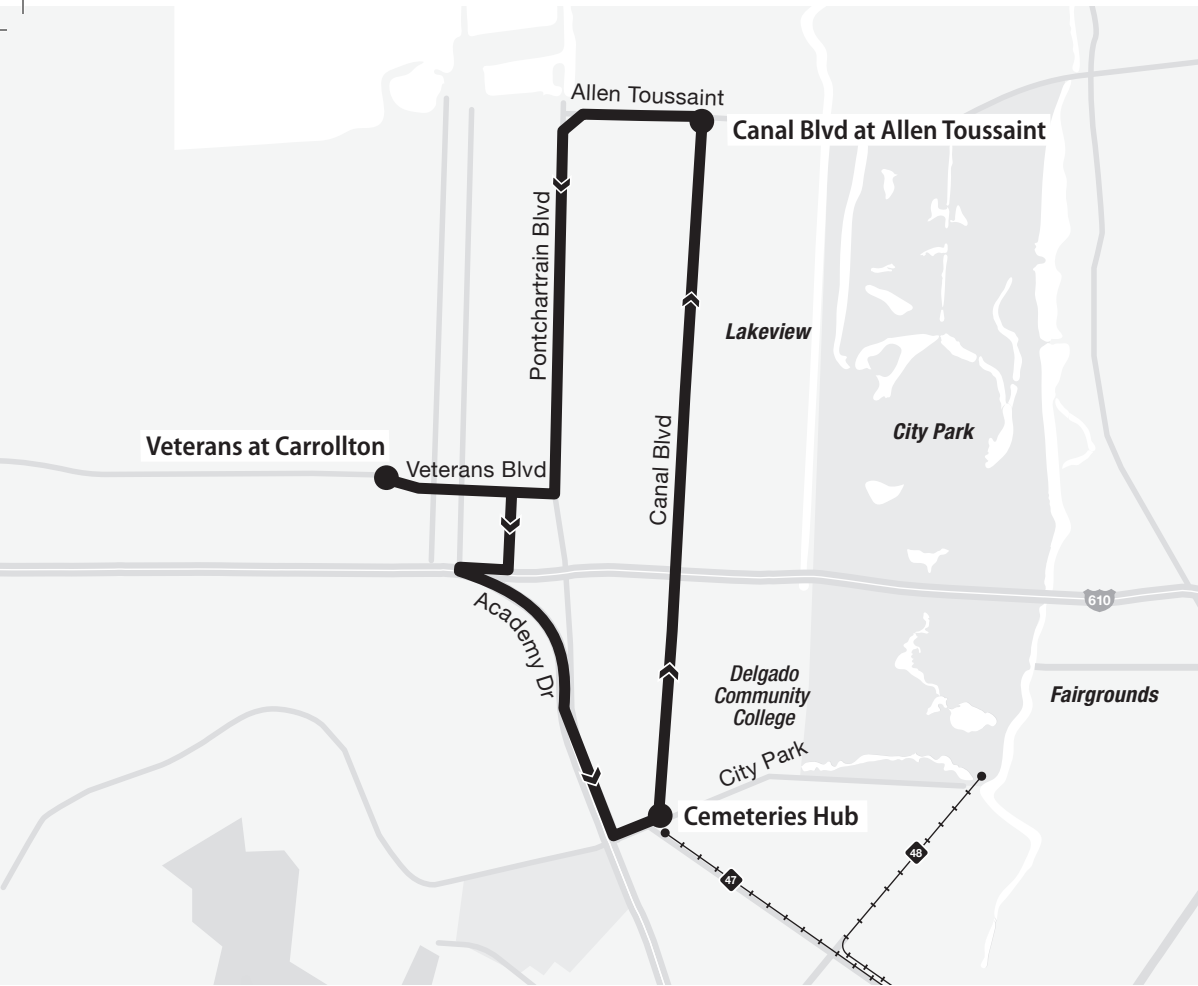 Allen Toussaint
Canal Blvd at Allen Toussaint
Pontchartrain Blvd
Lakeview
City Park
Canal Blvd
Veterans at Carrollton
Veterans Blvd
610
Academy Dr
Delgado
Community
College
Fairgrounds
City Park
Cemeteries Hub
48
47